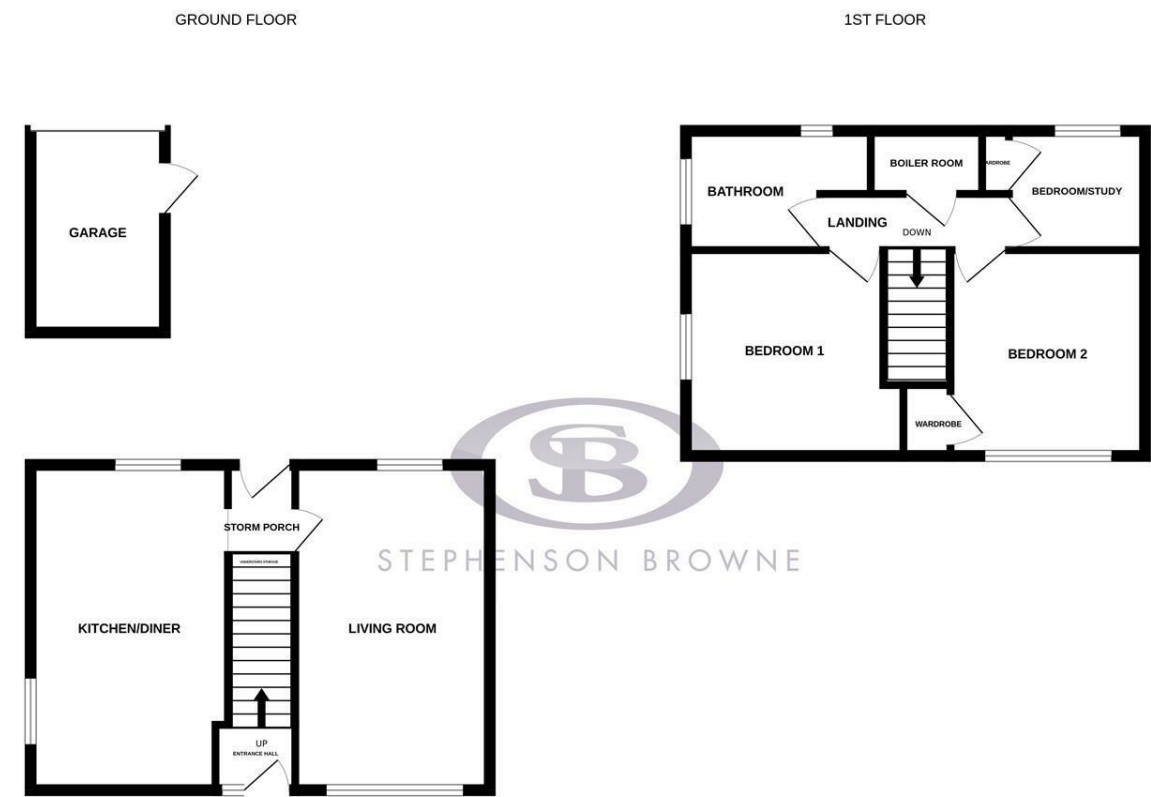 GROUND FLOOR
1ST FLOOR
GARAGE
BATHROOM
BOILER ROOM
BEDROOM/STUDY
LANDING
DOWN
BEDROOM 1
BEDROOM 2
WARDROBE
SB
STEPHENSON BROWNE
STORM PORCH
KITCHEN/DINER
LIVING ROOM
UP
ENTRANCE HALL